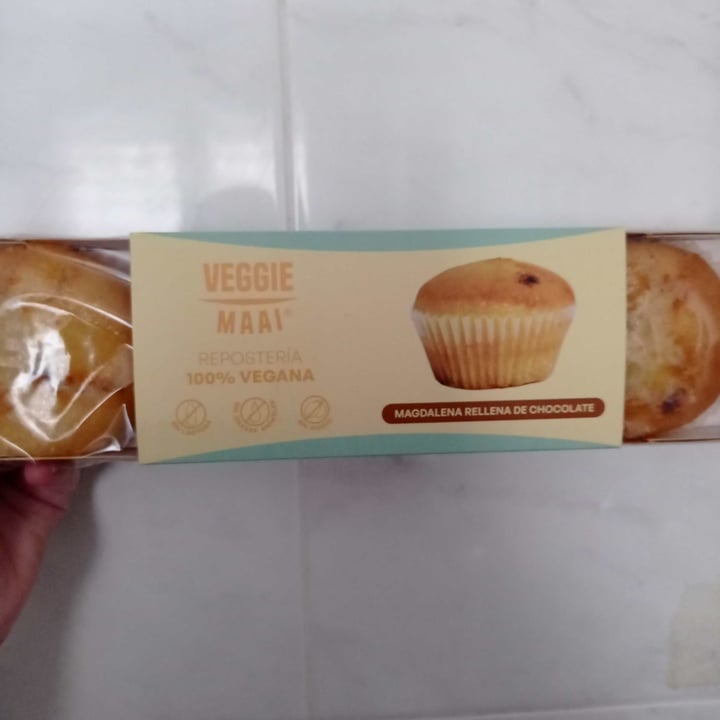 VEGGIE
MAAI®
REPOSTERÍA
100% VEGANA
MAGDALENA RELLENA DE CHOCOLATE